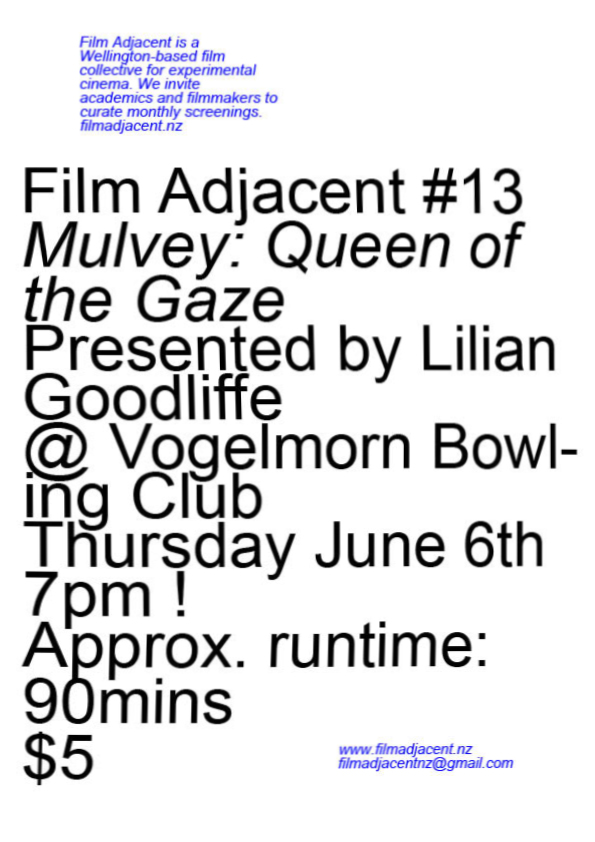 Film Adjacent is a
Wellington-based film
collective for experimental
cinema. We invite
academics and filmmakers to
curate monthly screenings.
filmadjacent.nz
Film Adjacent #13
Mulvey: Queen of
the Gaze
Presented by Lilian
Goodliffe
@ Vogelmorn Bowl-
ing Club
Thursday June 6th
7pm !
Approx. runtime:
90mins
$5
www.filmadjacent.nz
filmadjacentnz@gmail.com